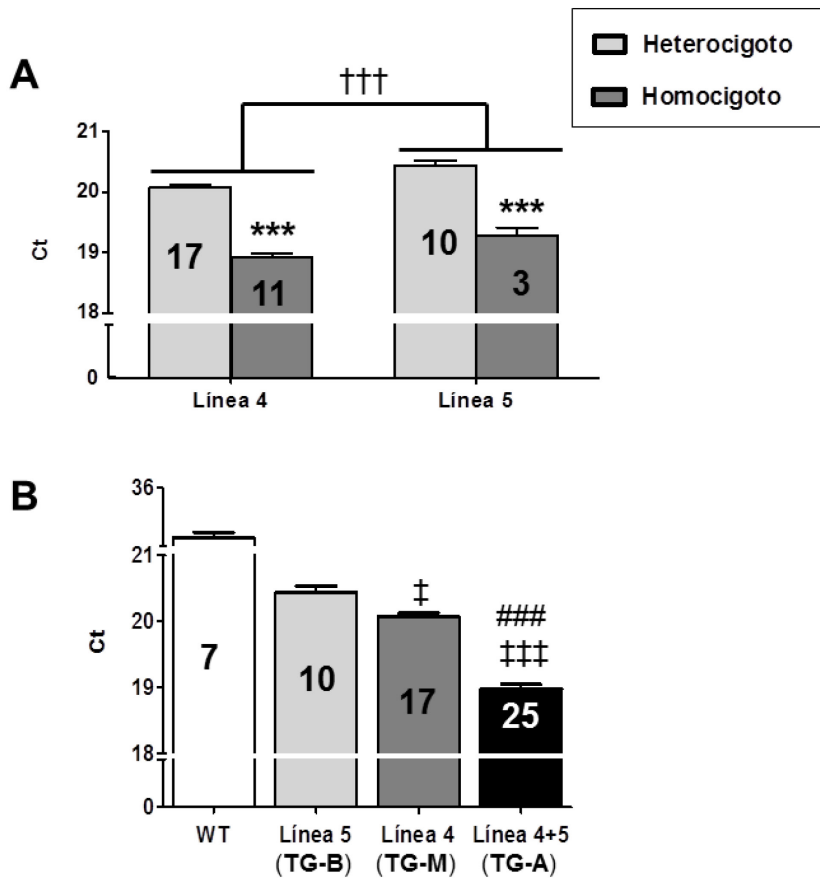 Heterocigoto
Homocigoto
A
†††
21
20
19
18
0
Ct
17
***
11
10
***
3
Línea 4
Línea 5
B
36
21
20
19
18
0
Ct
7
10
‡
17
###
‡‡‡
25
WT
Línea 5
(TG-B)
Línea 4
(TG-M)
Línea 4+5
(TG-A)